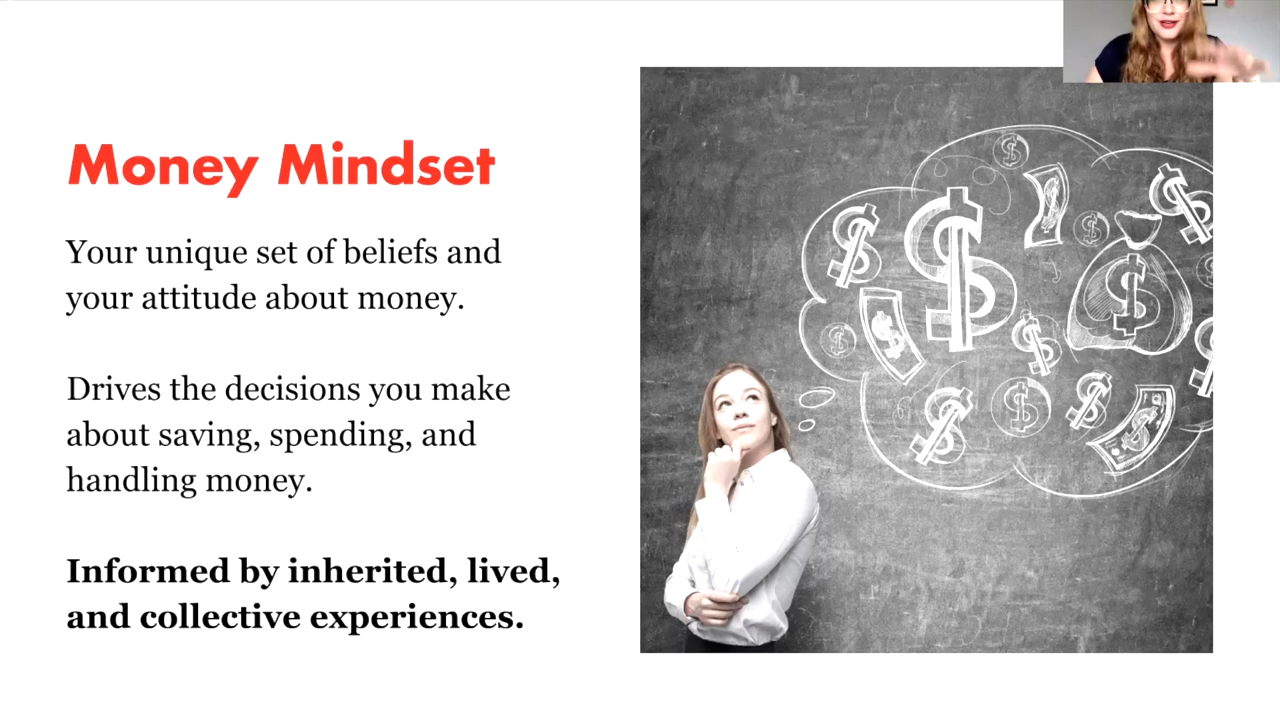 Money Mindset
Your unique set of beliefs and
your attitude about money.
Drives the decisions you make
about saving, spending, and
handling money.
Informed by inherited, lived,
and collective experiences.